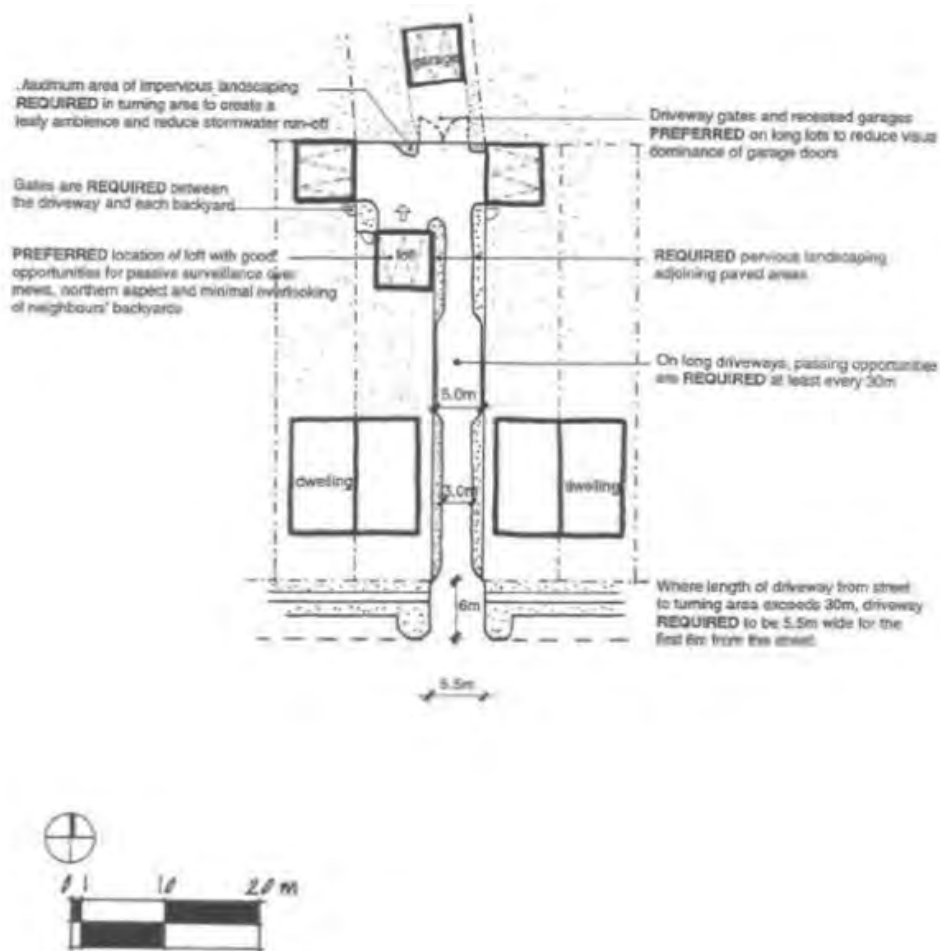 garage
Maximum area of impervious landscaping
REQUIRED in turning area to create a
leafy ambience and reduce stormwater run-off
Driveway gates and recessed garages
PREFERRED on long lots to reduce visua
dominance of garage doors
Gates are REQUIRED between
the driveway and each backyard
PREFERRED location of loft with good
opportunities for passive surveillance over
mews, northern aspect and minimal overlooking
of neighbours' backyards
loft
REQUIRED pervious landscaping
adjoining paved areas
On long driveways, passing opportunities
are REQUIRED at least every 30m
5.0m
dwelling
3.0m
dwelling
6m
Where length of driveway from street
to turning area exceeds 30m, driveway
REQUIRED to be 5.5m wide for the
first 6m from the street.
5.5m
0 1 10 20 m